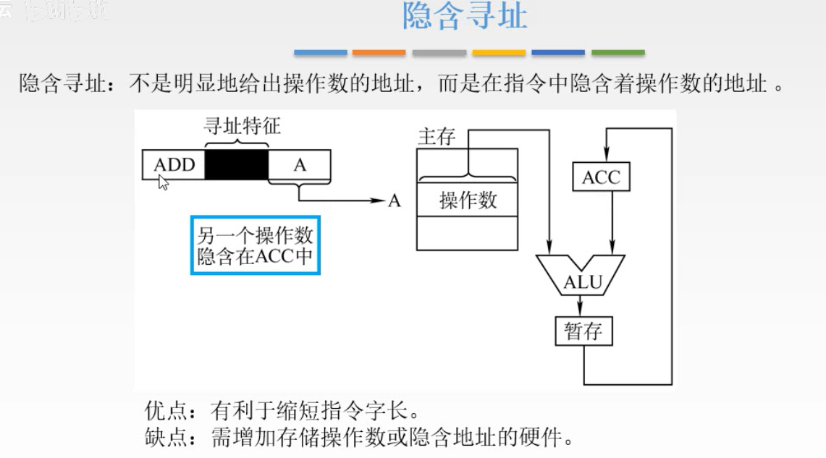 隐含寻址
隐含寻址：不是明显地给出操作数的地址，而是在指令中隐含着操作数的地址 。
寻址特征
主存
ADD
A
ACC
A
操作数
另一个操作数
隐含在ACC中
ALU
暂存
优点：有利于缩短指令字长。
缺点：需增加存储操作数或隐含地址的硬件。